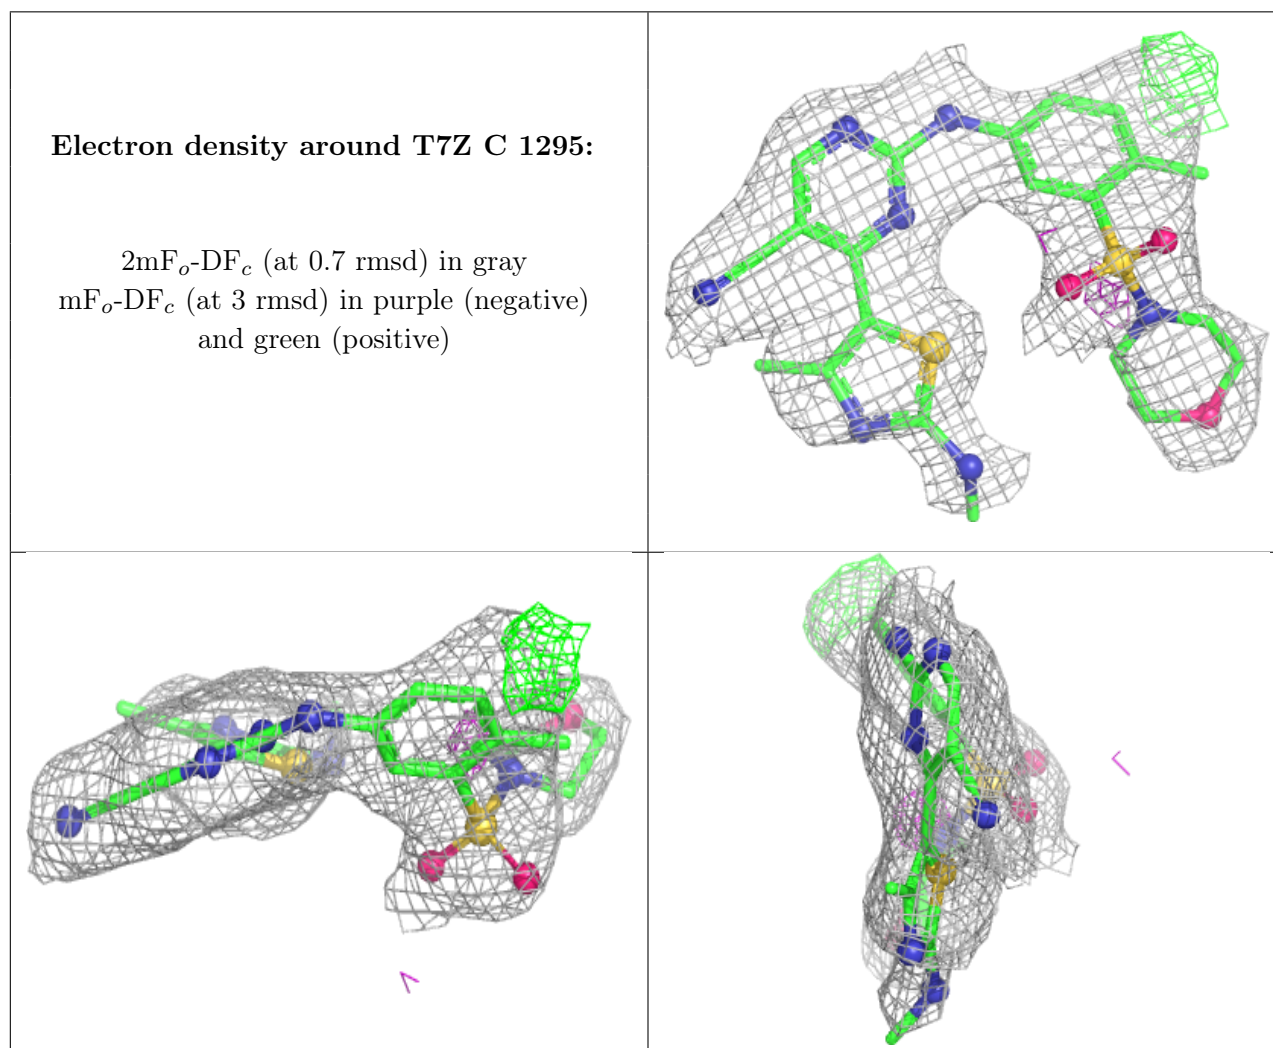 Electron density around T7Z C 1295:
2mFo-DFc (at 0.7 rmsd) in gray
mFo-DFc (at 3 rmsd) in purple (negative)
and green (positive)